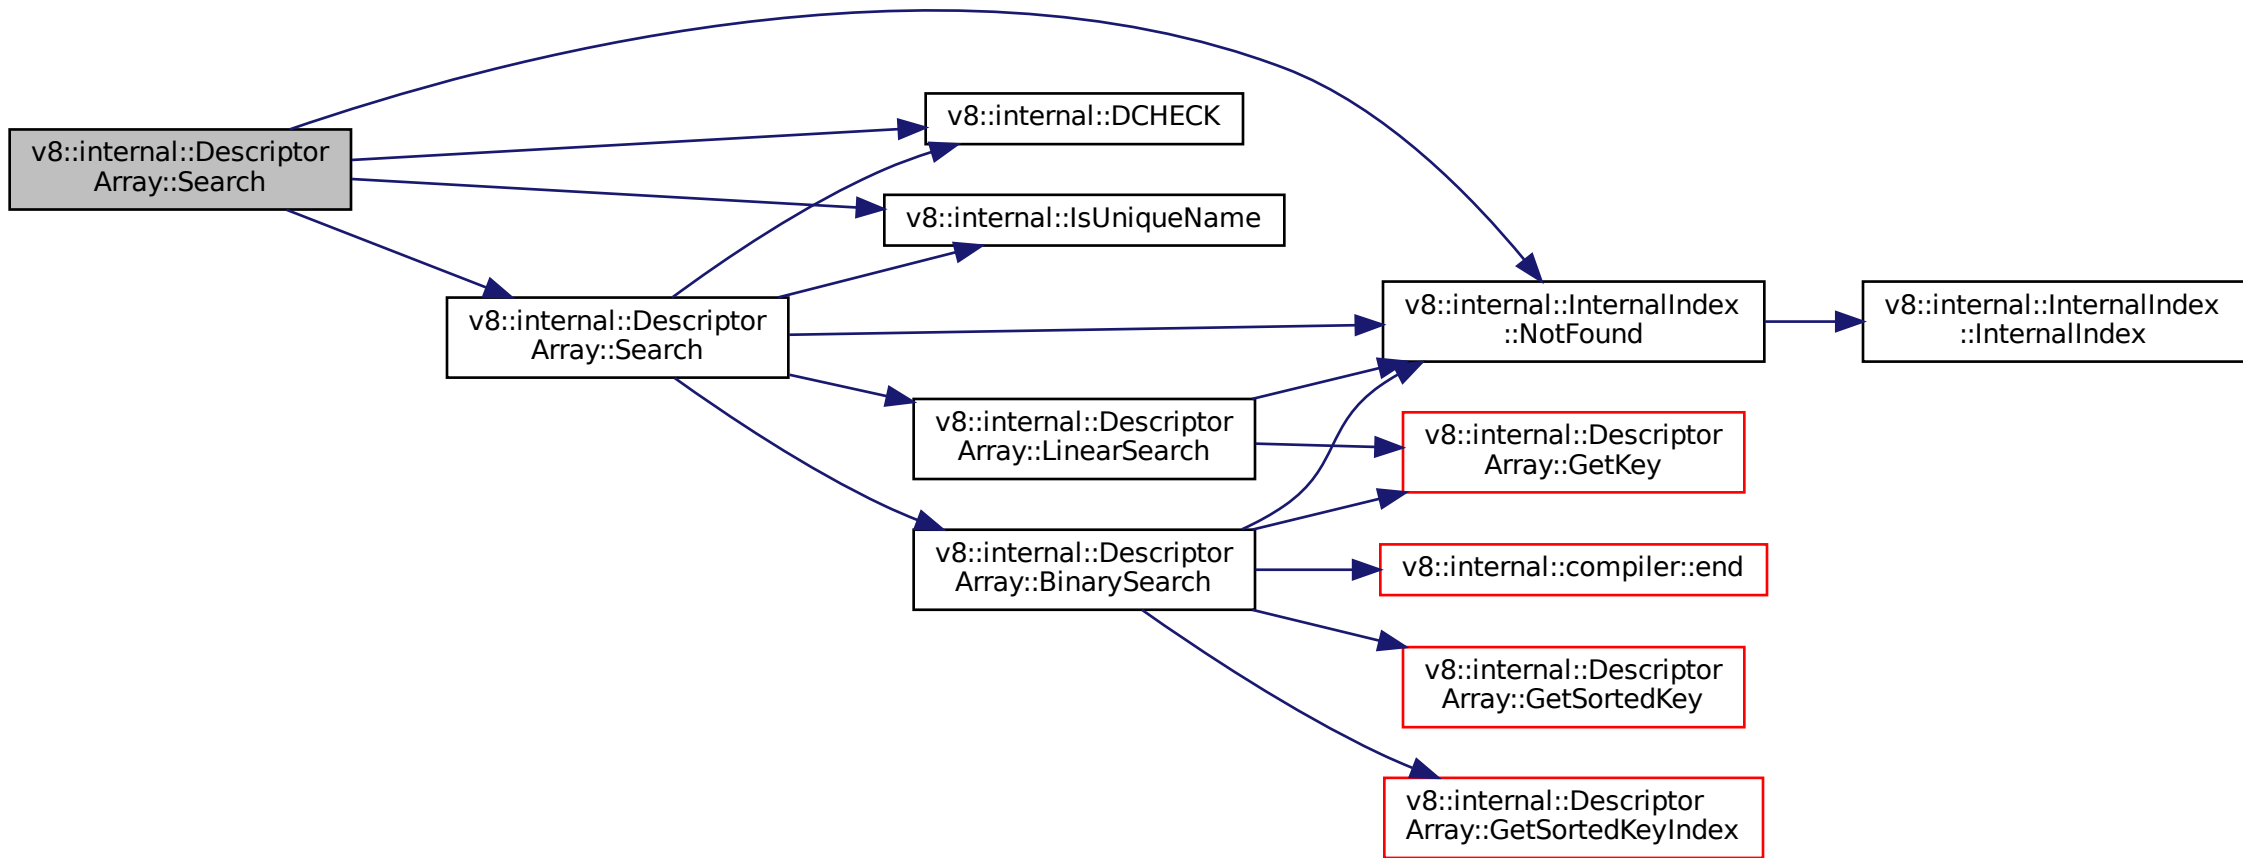 v8::internal::Descriptor
Array::Search
v8::internal::DCHECK
v8::internal::IsUniqueName
v8::internal::Descriptor
Array::Search
v8::internal::InternalIndex
::NotFound
v8::internal::InternalIndex
::InternalIndex
v8::internal::Descriptor
Array::LinearSearch
v8::internal::Descriptor
Array::GetKey
v8::internal::Descriptor
Array::BinarySearch
v8::internal::compiler::end
v8::internal::Descriptor
Array::GetSortedKey
v8::internal::Descriptor
Array::GetSortedKeyIndex